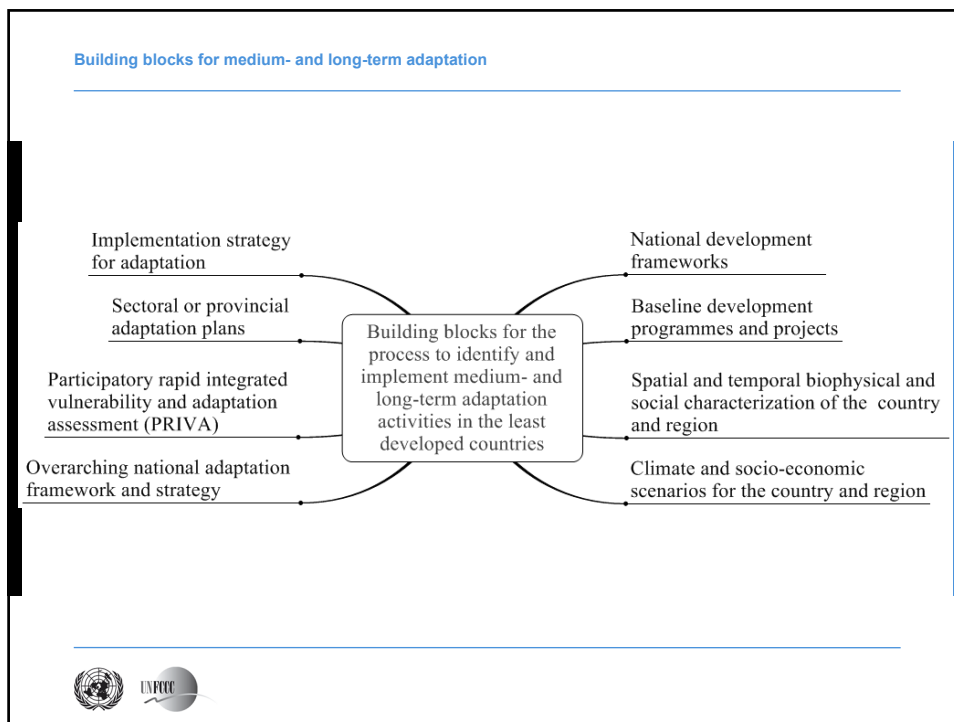 Building blocks for medium- and long-term adaptation
Implementation strategy
for adaptation
Sectoral or provincial
adaptation plans
Participatory rapid integrated
vulnerability and adaptation
assessment (PRIVA)
Overarching national adaptation
framework and strategy
Building blocks for the
process to identify and
implement medium- and
long-term adaptation
activities in the least
developed countries
National development
frameworks
Baseline development
programmes and projects
Spatial and temporal biophysical and
social characterization of the country
and region
Climate and socio-economic
scenarios for the country and region
UNFCCC